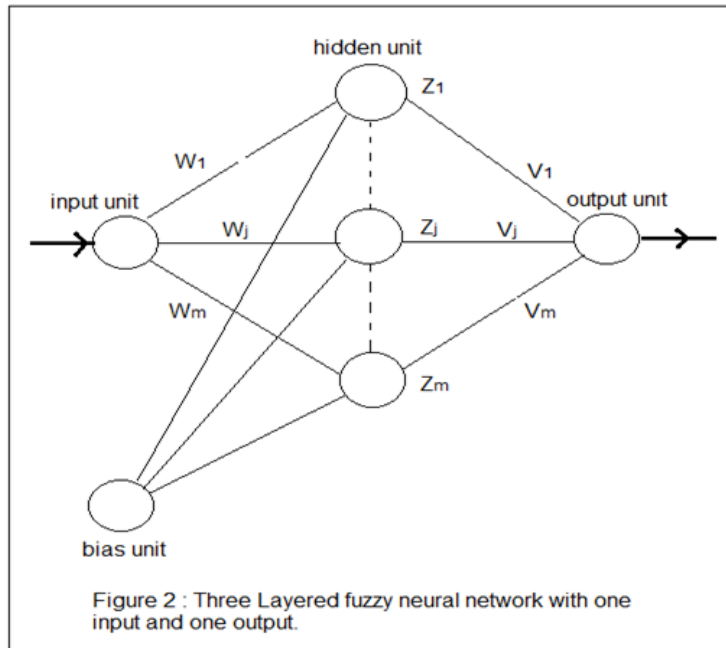 hidden unit
Z1
W1
V1
input unit
output unit
Wj
Zj
Vj
Wm
Vm
Zm
bias unit
Figure 2 : Three Layered fuzzy neural network with one
input and one output.